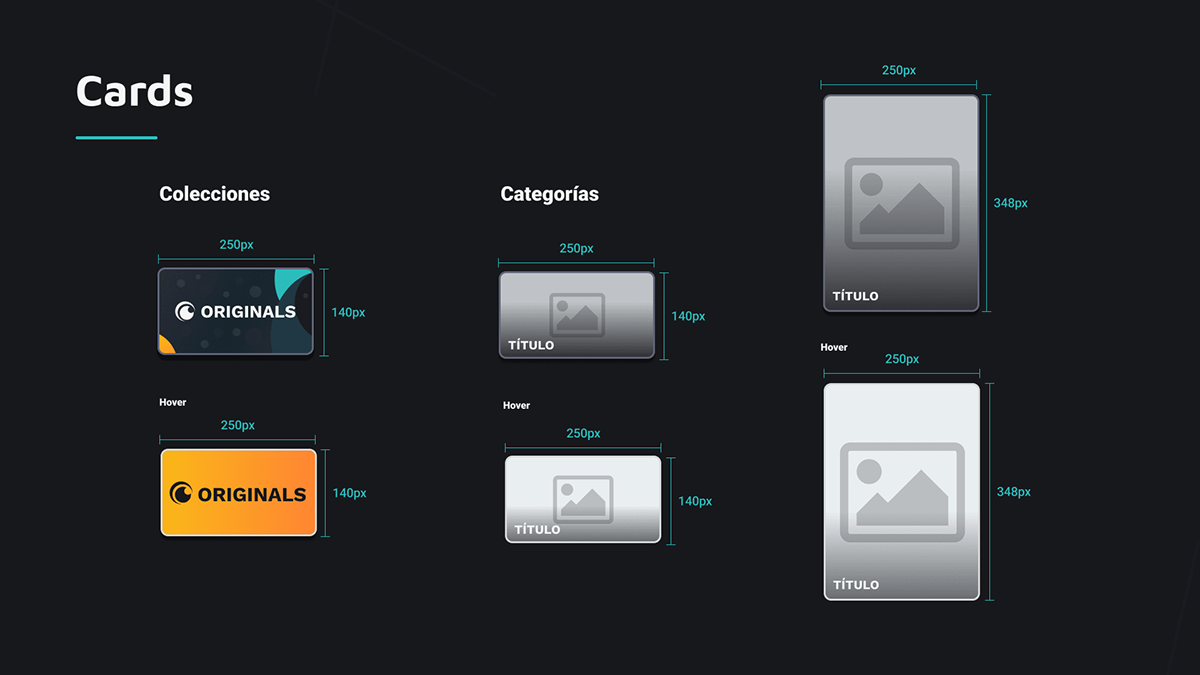 Cards
Colecciones
250px
ORIGINALS
140px
Hover
250px
ORIGINALS
140px
Categorías
250px
TÍTULO
140px
Hover
250px
TÍTULO
140px
250px
TÍTULO
348px
Hover
250px
TÍTULO
348px